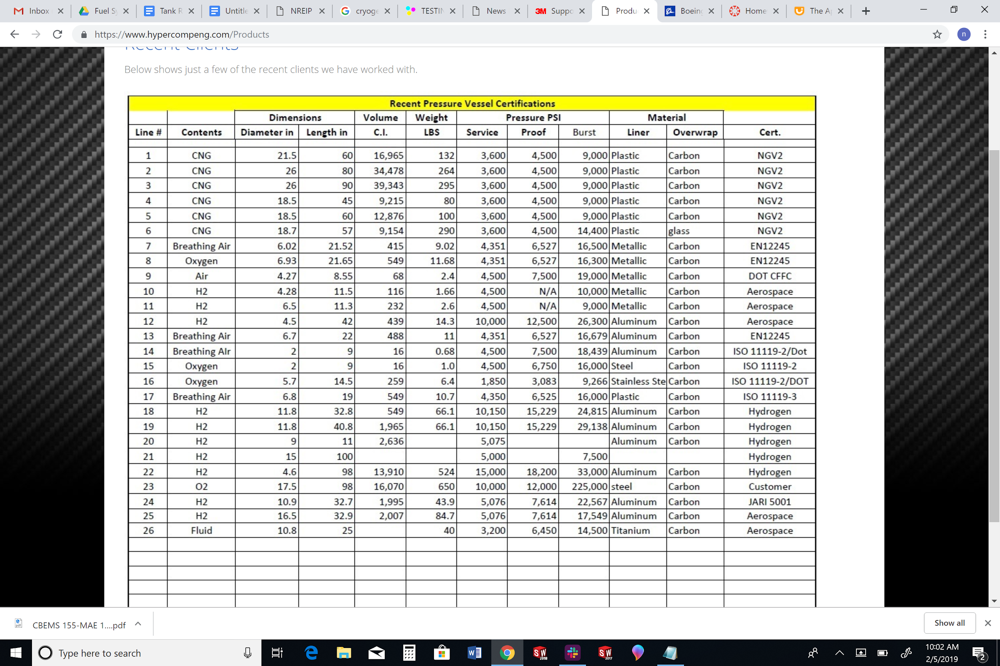 Inbox Fuel Sy Tank R Untitle NREIP cryoge TESTIN News 3M Suppo Produ Boeing Home The A
https://www.hypercompeng.com/Products n
Recent Clients
Below shows just a few of the recent clients we have worked with.
Recent Pressure Vessel Certifications
Dimensions Volume Weight Pressure PSI Material
Line # Contents Diameter in Length in C.I. LBS Service Proof Burst Liner Overwrap Cert.
1 CNG 21.5 60 16,965 132 3,600 4,500 9,000 Plastic Carbon NGV2
2 CNG 26 80 34,478 264 3,600 4,500 9,000 Plastic Carbon NGV2
3 CNG 26 90 39,343 295 3,600 4,500 9,000 Plastic Carbon NGV2
4 CNG 18.5 45 9,215 80 3,600 4,500 9,000 Plastic Carbon NGV2
5 CNG 18.5 60 12,876 100 3,600 4,500 9,000 Plastic Carbon NGV2
6 CNG 18.7 57 9,154 290 3,600 4,500 14,400 Plastic glass NGV2
7 Breathing Air 6.02 21.52 415 9.02 4,351 6,527 16,500 Metallic Carbon EN12245
8 Oxygen 6.93 21.65 549 11.68 4,351 6,527 16,300 Metallic Carbon EN12245
9 Air 4.27 8.55 68 2.4 4,500 7,500 19,000 Metallic Carbon DOT CFFC
10 H2 4.28 11.5 116 1.66 4,500 N/A 10,000 Metallic Carbon Aerospace
11 H2 6.5 11.3 232 2.6 4,500 N/A 9,000 Metallic Carbon Aerospace
12 H2 4.5 42 439 14.3 10,000 12,500 26,300 Aluminum Carbon Aerospace
13 Breathing Air 6.7 22 488 11 4,351 6,527 16,679 Aluminum Carbon EN12245
14 Breathing AIr 2 9 16 0.68 4,500 7,500 18,439 Aluminum Carbon ISO 11119-2/Dot
15 Oxygen 2 9 16 1.0 4,500 6,750 16,000 Steel Carbon ISO 11119-2
16 Oxygen 5.7 14.5 259 6.4 1,850 3,083 9,266 Stainless Ste Carbon ISO 11119-2/DOT
17 Breathing Air 6.8 19 549 10.7 4,350 6,525 16,000 Plastic Carbon ISO 11119-3
18 H2 11.8 32.8 549 66.1 10,150 15,229 24,815 Aluminum Carbon Hydrogen
19 H2 11.8 40.8 1,965 66.1 10,150 15,229 29,138 Aluminum Carbon Hydrogen
20 H2 9 11 2,636 5,075 Aluminum Carbon Hydrogen
21 H2 15 100 5,000 7,500 Hydrogen
22 H2 4.6 98 13,910 524 15,000 18,200 33,000 Aluminum Carbon Hydrogen
23 O2 17.5 98 16,070 650 10,000 12,000 225,000 steel Carbon Customer
24 H2 10.9 32.7 1,995 43.9 5,076 7,614 22,567 Aluminum Carbon JARI 5001
25 H2 16.5 32.9 2,007 84.7 5,076 7,614 17,549 Aluminum Carbon Aerospace
26 Fluid 10.8 25 40 3,200 6,450 14,500 Titanium Carbon Aerospace
CBEMS 155-MAE 1....pdf Show all
Type here to search SW 2018 SW 2017 10:02 AM
2/5/2019 2